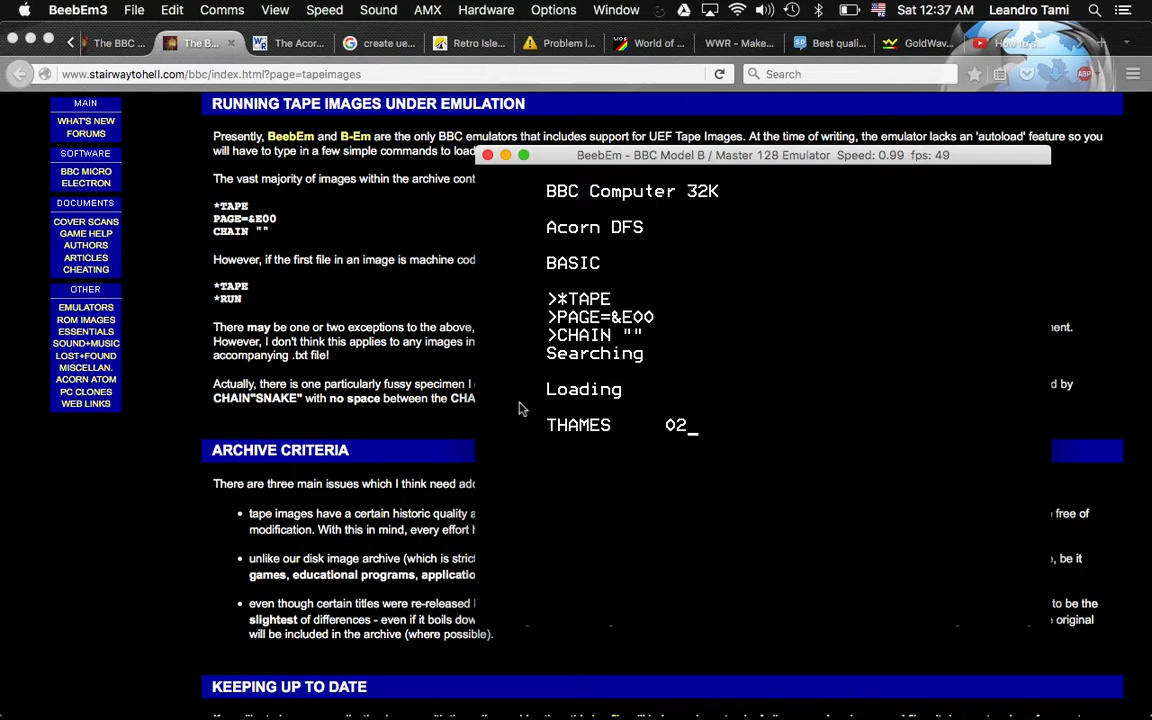 BeebEm3 File Edit Comms View Speed Sound AMX Hardware Options Window Sat 12:37 AM Leandro Tami
The BBC ... The B... The Acor... create ue... Retro Isle... Problem l... World of ... WWR - Make... Best quali... GoldWav...
www.stairwaytohell.com/bbc/index.html?page=tapeimages Search ABP
MAIN
WHAT'S NEW
FORUMS
SOFTWARE
BBC MICRO
ELECTRON
DOCUMENTS
COVER SCANS
GAME HELP
AUTHORS
ARTICLES
CHEATING
OTHER
EMULATORS
ROM IMAGES
ESSENTIALS
SOUND+MUSIC
LOST+FOUND
MISCELLAN.
ACORN ATOM
PC CLONES
WEB LINKS
RUNNING TAPE IMAGES UNDER EMULATION
Presently, BeebEm and B-Em are the only BBC emulators that includes support for UEF Tape Images. At the time of writing, the emulator lacks an 'autoload' feature so you
will have to type in a few simple commands to load
The vast majority of images within the archive cont
*TAPE
PAGE=&E00
CHAIN ""
However, if the first file in an image is machine cod
*TAPE
*RUN
There may be one or two exceptions to the above, ment.
However, I don't think this applies to any images in
accompanying .txt file!
Actually, there is one particularly fussy specimen I d by
CHAIN"SNAKE" with no space between the CHA
ARCHIVE CRITERIA
There are three main issues which I think need add
• tape images have a certain historic quality a e free of
modification. With this in mind, every effort h
• unlike our disk image archive (which is strict , be it
games, educational programs, applicatio
• even though certain titles were re-released to be the
slightest of differences - even if it boils dow original
will be included in the archive (where possible).
KEEPING UP TO DATE
BeebEm - BBC Model B / Master 128 Emulator Speed: 0.99 fps: 49
BBC Computer 32K
Acorn DFS
BASIC
>*TAPE
>PAGE=&E00
>CHAIN ""
Searching
Loading
THAMES 02_